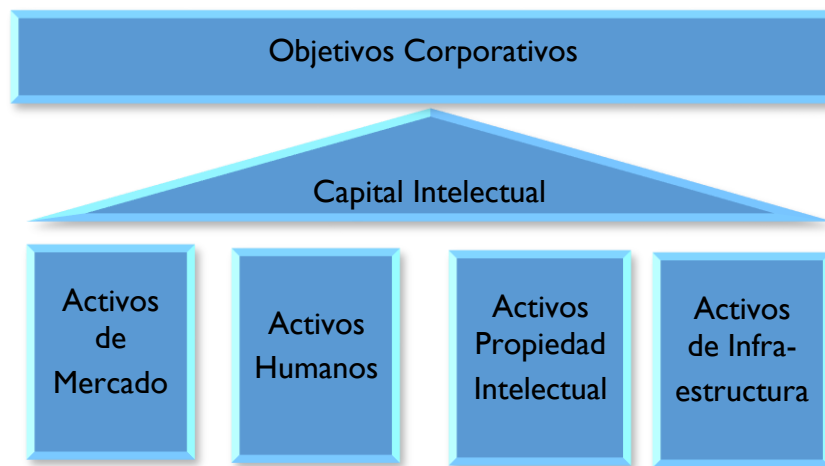 Objetivos Corporativos
Capital Intelectual
Activos
de
Mercado
Activos
Humanos
Activos
Propiedad
Intelectual
Activos
de Infra-
estructura